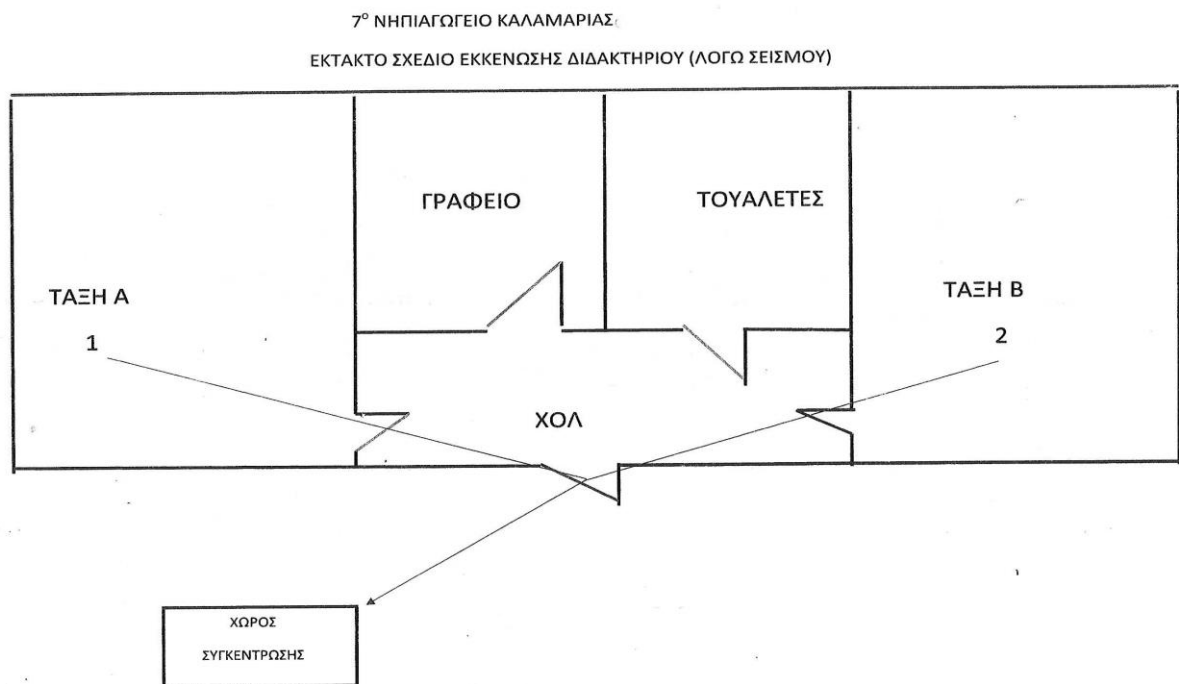 7ο ΝΗΠΙΑΓΩΓΕΙΟ ΚΑΛΑΜΑΡΙΑΣ
ΕΚΤΑΚΤΟ ΣΧΕΔΙΟ ΕΚΚΕΝΩΣΗΣ ΔΙΔΑΚΤΗΡΙΟΥ (ΛΟΓΩ ΣΕΙΣΜΟΥ)
ΓΡΑΦΕΙΟ
ΤΟΥΑΛΕΤΕΣ
ΤΑΞΗ Α
1
ΤΑΞΗ Β
2
ΧΟΛ
ΧΩΡΟΣ
ΣΥΓΚΕΝΤΡΩΣΗΣ